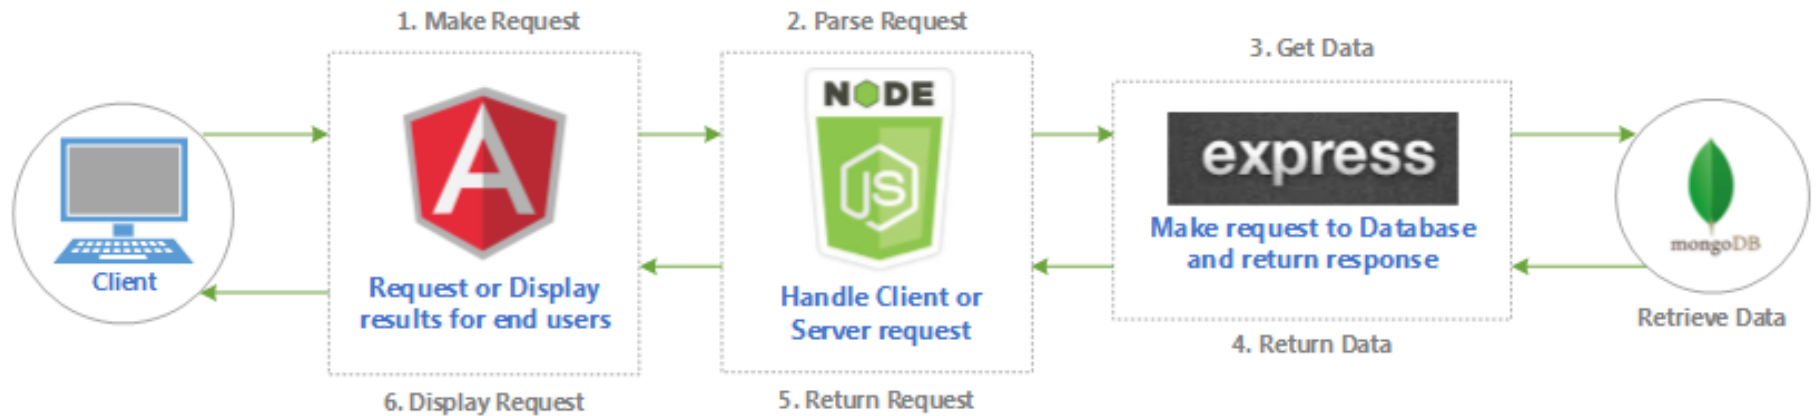 1. Make Request
2. Parse Request
3. Get Data
NODE
JS
express
Make request to Database
and return response
mongoDB
Client
Request or Display
results for end users
Handle Client or
Server request
Retrieve Data
4. Return Data
5. Return Request
6. Display Request
A